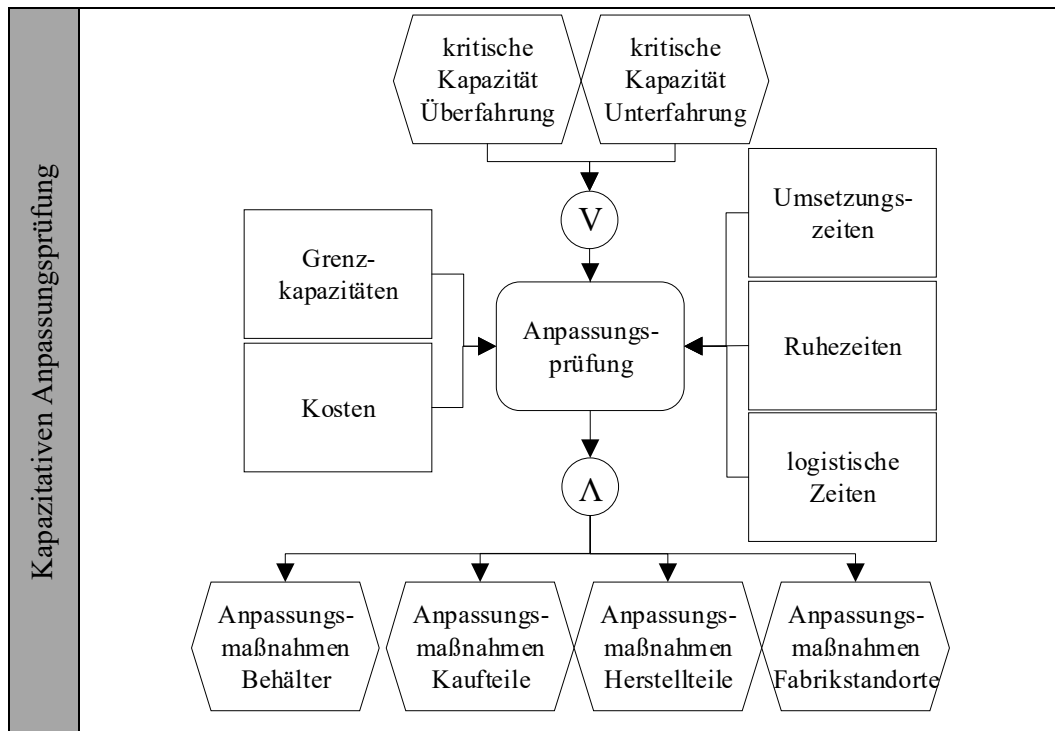 Kapazitativen Anpassungsprüfung
kritische
Kapazität
Überfahrung
kritische
Kapazität
Unterfahrung
V
Grenz-
kapazitäten
Kosten
Anpassungs-
prüfung
Umsetzungs-
zeiten
Ruhezeiten
logistische
Zeiten
Λ
Anpassungs-
maßnahmen
Behälter
Anpassungs-
maßnahmen
Kaufteile
Anpassungs-
maßnahmen
Herstellteile
Anpassungs-
maßnahmen
Fabrikstandorte